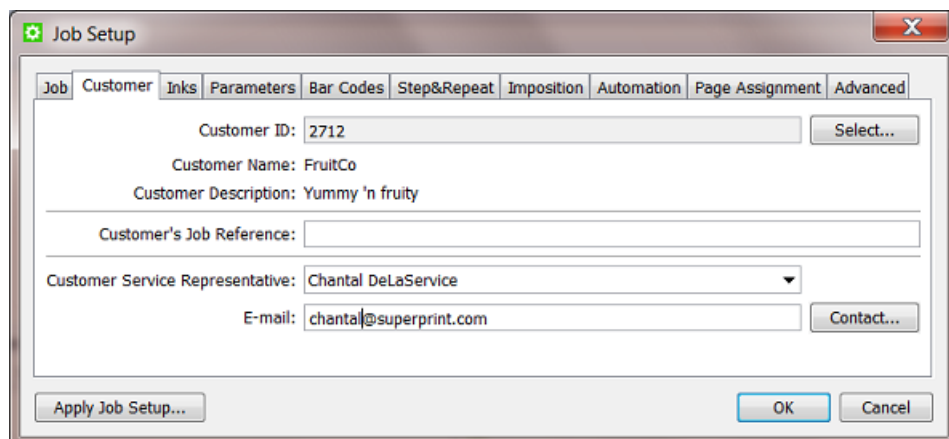 Job Setup
X
Job Customer Inks Parameters Bar Codes Step&Repeat Imposition Automation Page Assignment Advanced
Customer ID: 2712 Select...
Customer Name: FruitCo
Customer Description: Yummy 'n fruity
Customer's Job Reference:
Customer Service Representative: Chantal DeLaService
E-mail: chantal@superprint.com Contact...
Apply Job Setup... OK Cancel